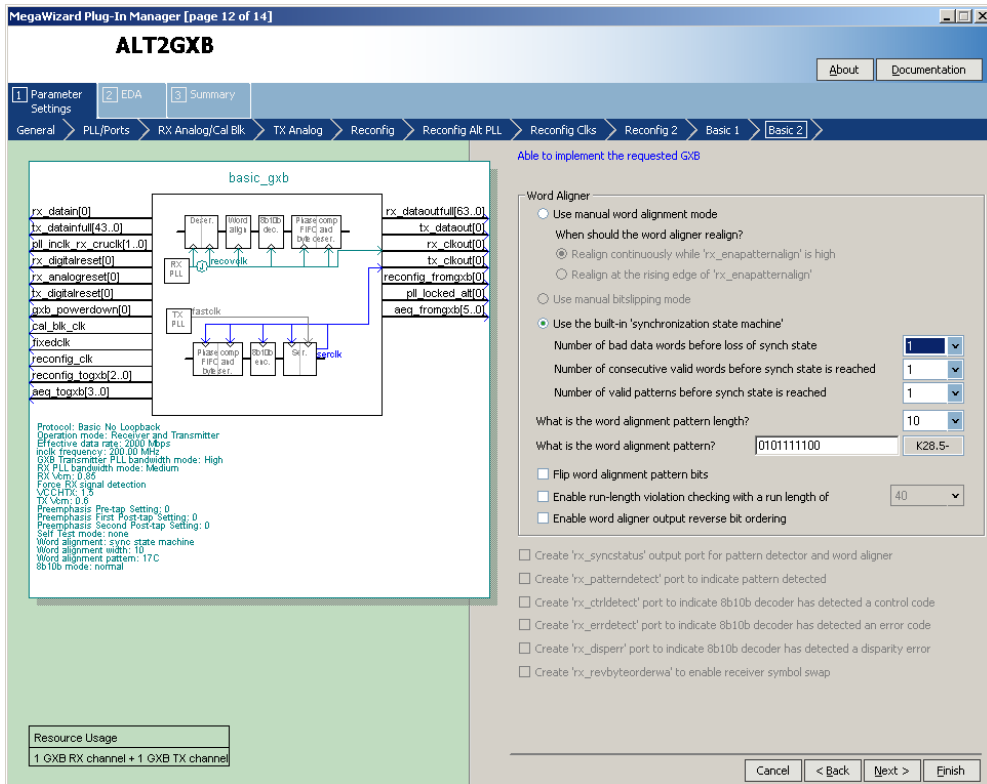 MegaWizard Plug-In Manager [page 12 of 14]
ALT2GXB
About
Documentation
1 Parameter Settings
2 EDA
3 Summary
General
PLL/Ports
RX Analog/Cal Blk
TX Analog
Reconfig
Reconfig Alt PLL
Reconfig Clks
Reconfig 2
Basic 1
Basic 2
basic_gxb
rx_datain[0]
tx_datainfull[43..0]
pll_inclk_rx_cruclk[1..0]
rx_digitalreset[0]
rx_analogreset[0]
tx_digitalreset[0]
gxb_powerdown[0]
cal_blk_clk
fixedclk
reconfig_clk
reconfig_togxb[2..0]
aeq_togxb[3..0]
Deser.
Word align
8b10b dec.
Phase comp FIFO and byte deser.
RX PLL
recovclk
TX PLL
fastclk
Phase comp FIFO and byte ser.
8b10b enc.
Ser.
serclk
rx_dataoutfull[63..0]
tx_dataout[0]
rx_clkout[0]
tx_clkout[0]
reconfig_fromgxb[0]
pll_locked_alt[0]
aeq_fromgxb[5..0]
Protocol: Basic No Loopback
Operation mode: Receiver and Transmitter
Effective data rate: 2000 Mbps
inclk frequency: 200.00 MHz
GXB Transmitter PLL bandwidth mode: High
RX PLL bandwidth mode: Medium
RX Vcm: 0.85
Force RX signal detection
VCCHTX: 1.5
TX Vcm: 0.6
Preemphasis Pre-tap Setting: 0
Preemphasis First Post-tap Setting: 0
Preemphasis Second Post-tap Setting: 0
Self Test mode: none
Word alignment: sync state machine
Word alignment width: 10
Word alignment pattern: 17C
8b10b mode: normal
Resource Usage
1 GXB RX channel + 1 GXB TX channel
Able to implement the requested GXB
Word Aligner
Use manual word alignment mode
When should the word aligner realign?
Realign continuously while 'rx_enapatternalign' is high
Realign at the rising edge of 'rx_enapatternalign'
Use manual bitslipping mode
Use the built-in 'synchronization state machine'
Number of bad data words before loss of synch state 1
Number of consecutive valid words before synch state is reached 1
Number of valid patterns before synch state is reached 1
What is the word alignment pattern length? 10
What is the word alignment pattern? 0101111100 K28.5-
Flip word alignment pattern bits
Enable run-length violation checking with a run length of 40
Enable word aligner output reverse bit ordering
Create 'rx_syncstatus' output port for pattern detector and word aligner
Create 'rx_patterndetect' port to indicate pattern detected
Create 'rx_ctrldetect' port to indicate 8b10b decoder has detected a control code
Create 'rx_errdetect' port to indicate 8b10b decoder has detected an error code
Create 'rx_disperr' port to indicate 8b10b decoder has detected a disparity error
Create 'rx_revbyteorderwa' to enable receiver symbol swap
Cancel
< Back
Next >
Finish